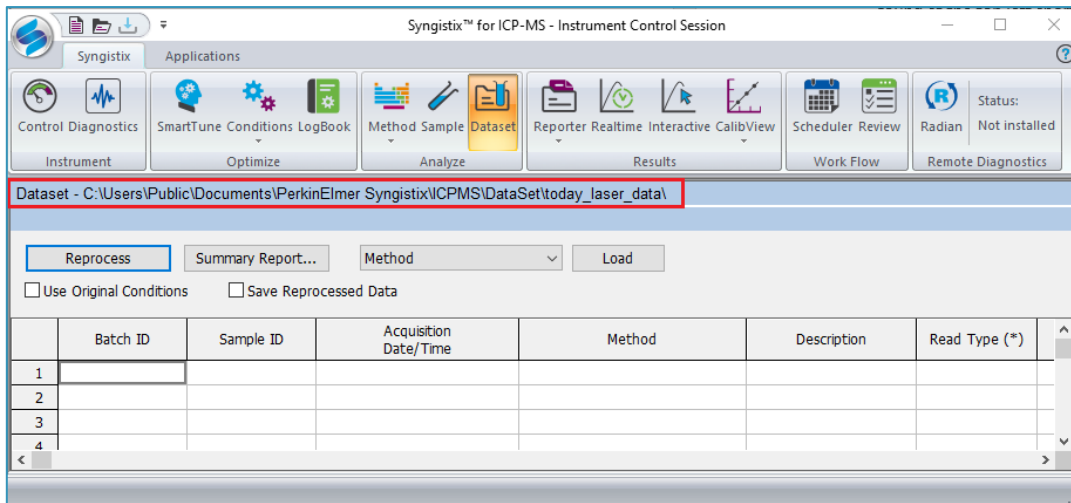 Syngistix™ for ICP-MS - Instrument Control Session
Syngistix Applications
Control Diagnostics SmartTune Conditions LogBook Method Sample Dataset Reporter Realtime Interactive CalibView Scheduler Review Radian Status:
Not installed
Instrument Optimize Analyze Results Work Flow Remote Diagnostics
Dataset - C:\Users\Public\Documents\PerkinElmer Syngistix\ICPMS\DataSet\today_laser_data\
Reprocess Summary Report... Method Load
Use Original Conditions Save Reprocessed Data
Batch ID Sample ID Acquisition Date/Time Method Description Read Type (*)
1
2
3
4